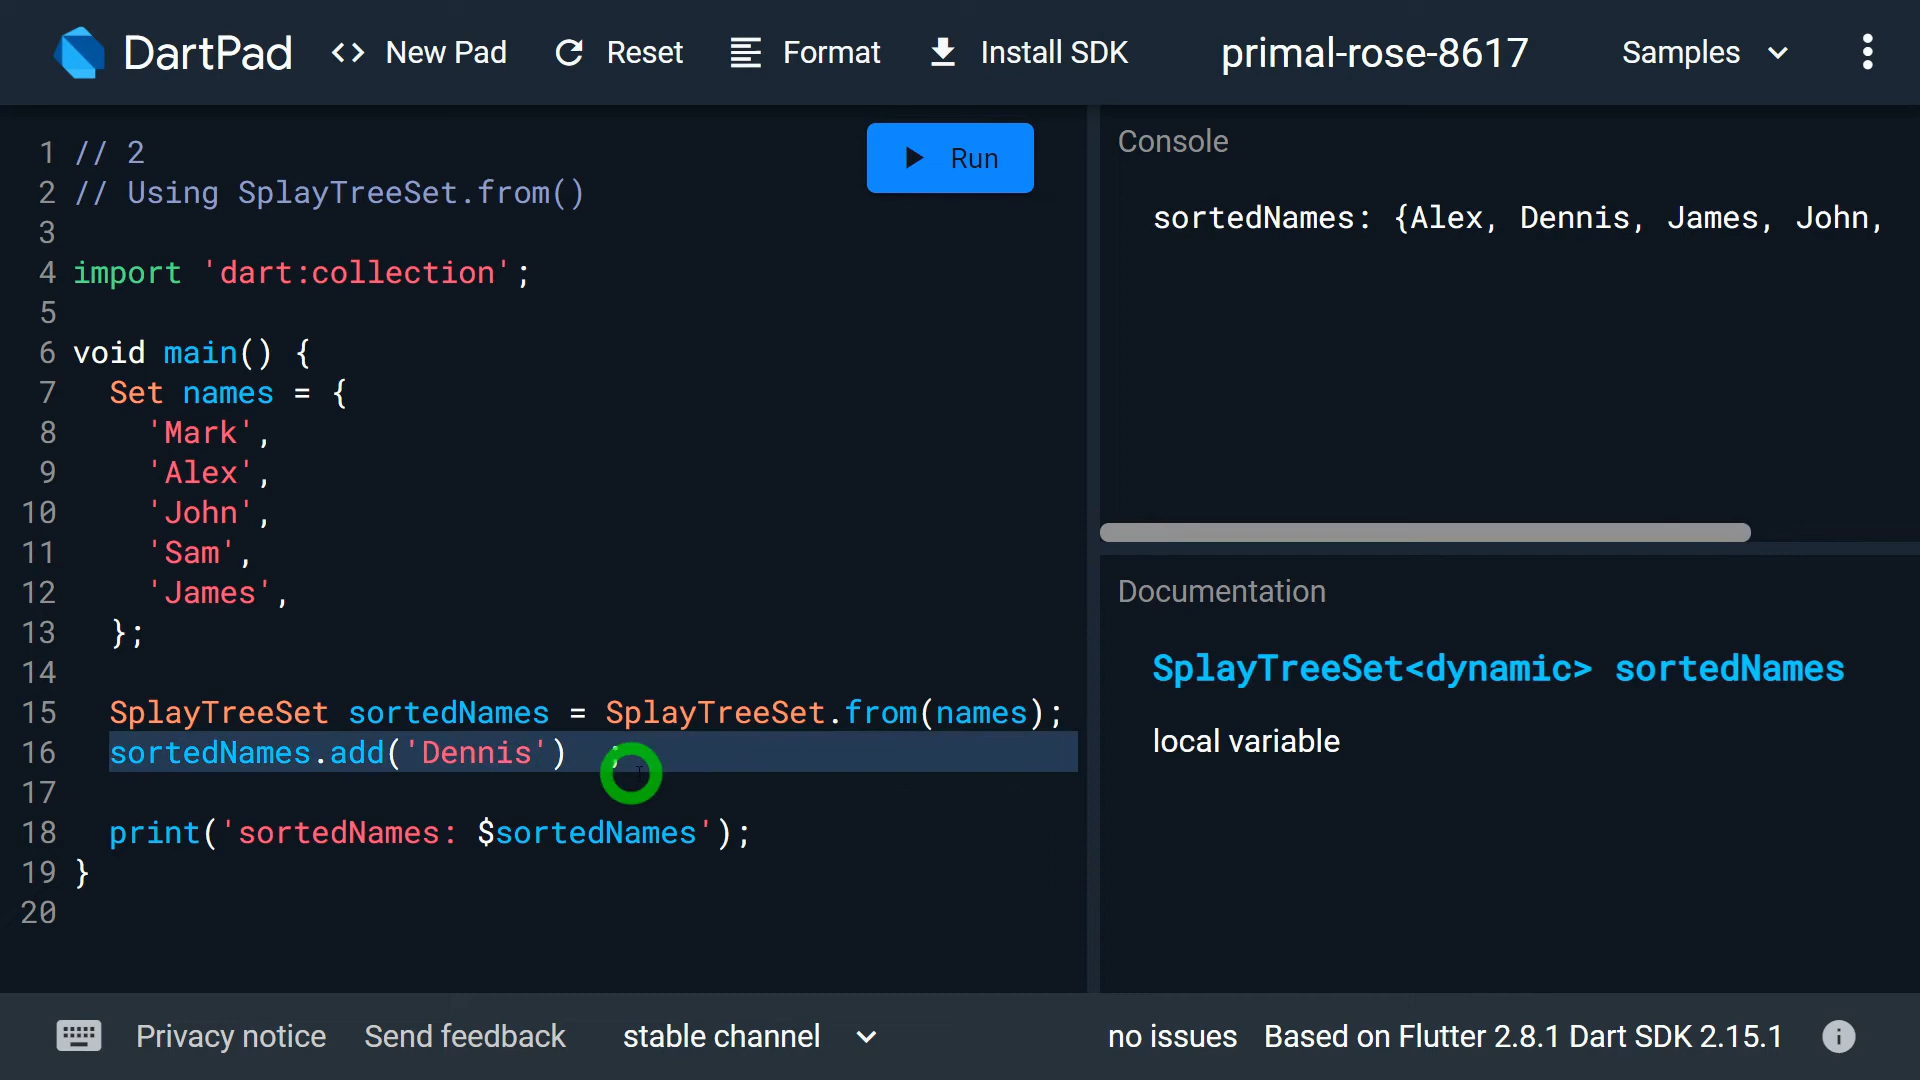 DartPad <> New Pad Reset Format Install SDK primal-rose-8617 Samples
Run
1 // 2
2 // Using SplayTreeSet.from()
3
4 import 'dart:collection';
5
6 void main() {
7 Set names = {
8 'Mark',
9 'Alex',
10 'John',
11 'Sam',
12 'James',
13 };
14
15 SplayTreeSet sortedNames = SplayTreeSet.from(names);
16 sortedNames.add('Dennis') ;
17
18 print('sortedNames: $sortedNames');
19 }
20
Console
sortedNames: {Alex, Dennis, James, John,
Documentation
SplayTreeSet<dynamic> sortedNames
local variable
Privacy notice Send feedback stable channel no issues Based on Flutter 2.8.1 Dart SDK 2.15.1